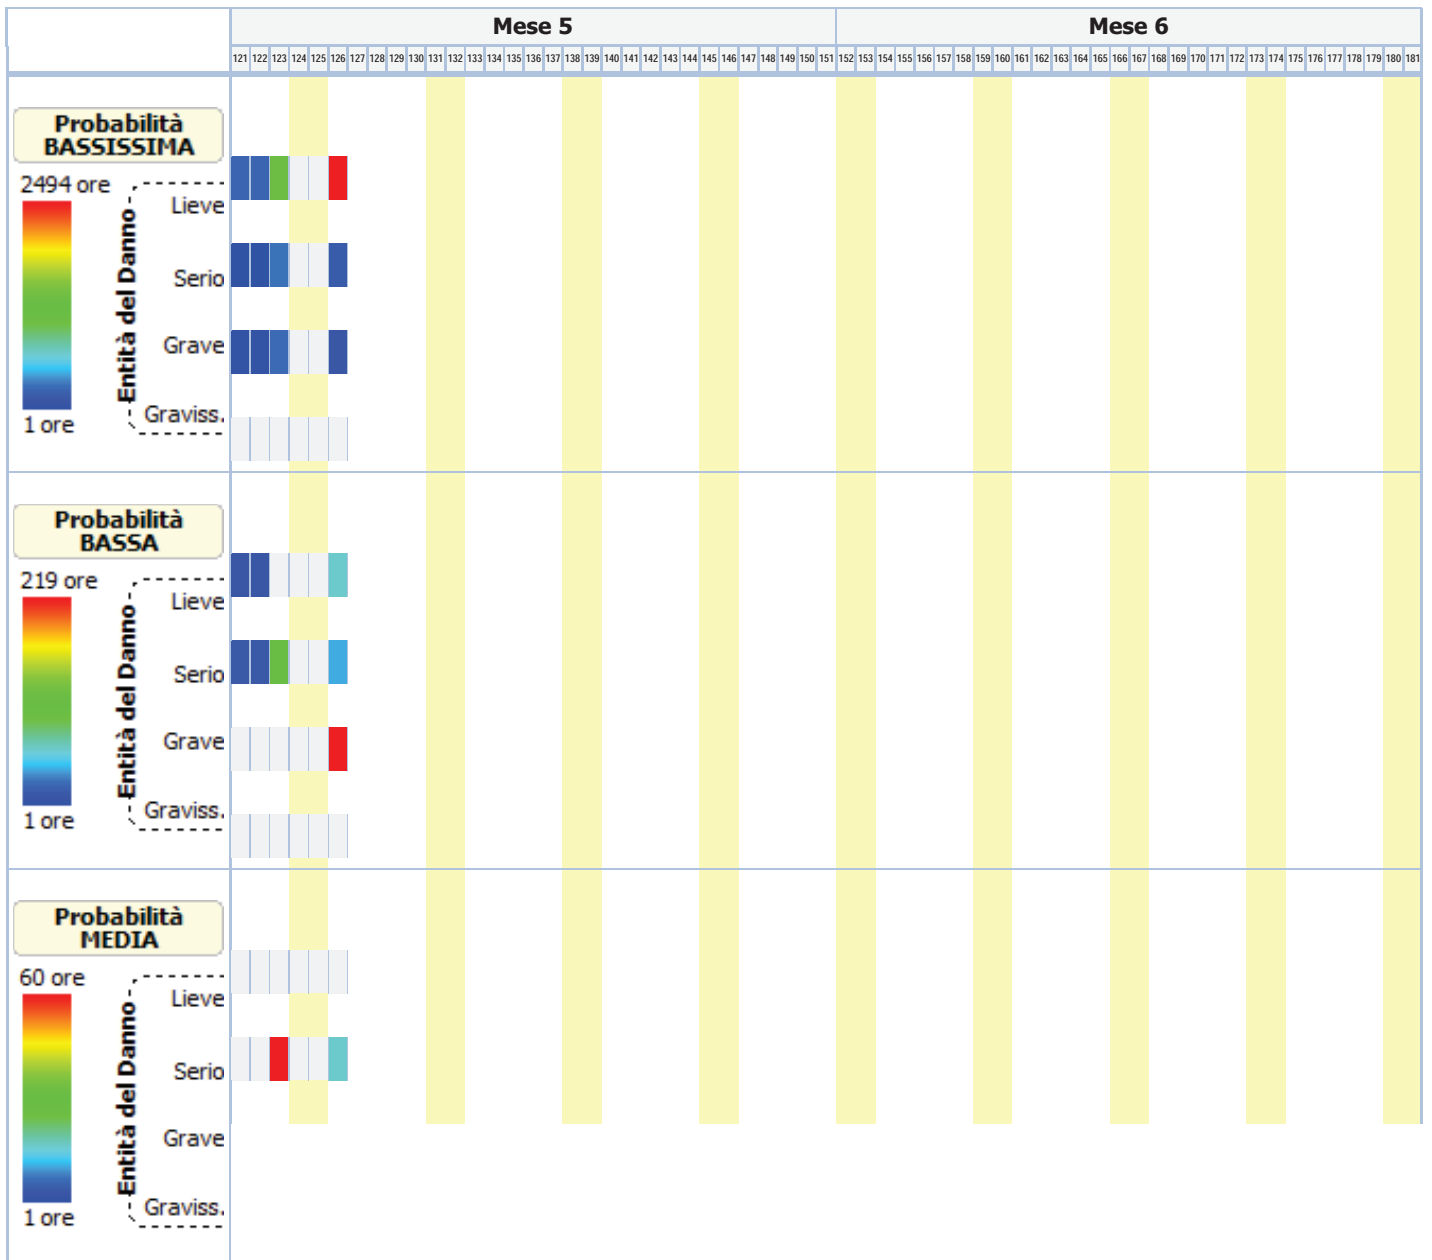 Mese 5 Mese 6
121 122 123 124 125 126 127 128 129 130 131 132 133 134 135 136 137 138 139 140 141 142 143 144 145 146 147 148 149 150 151 152 153 154 155 156 157 158 159 160 161 162 163 164 165 166 167 168 169 170 171 172 173 174 175 176 177 178 179 180 181
Probabilità
BASSISSIMA
2494 ore
Entità del Danno
Lieve
Serio
Grave
Graviss.
1 ore
Probabilità
BASSA
219 ore
Entità del Danno
Lieve
Serio
Grave
Graviss.
1 ore
Probabilità
MEDIA
60 ore
Entità del Danno
Lieve
Serio
Grave
Graviss.
1 ore